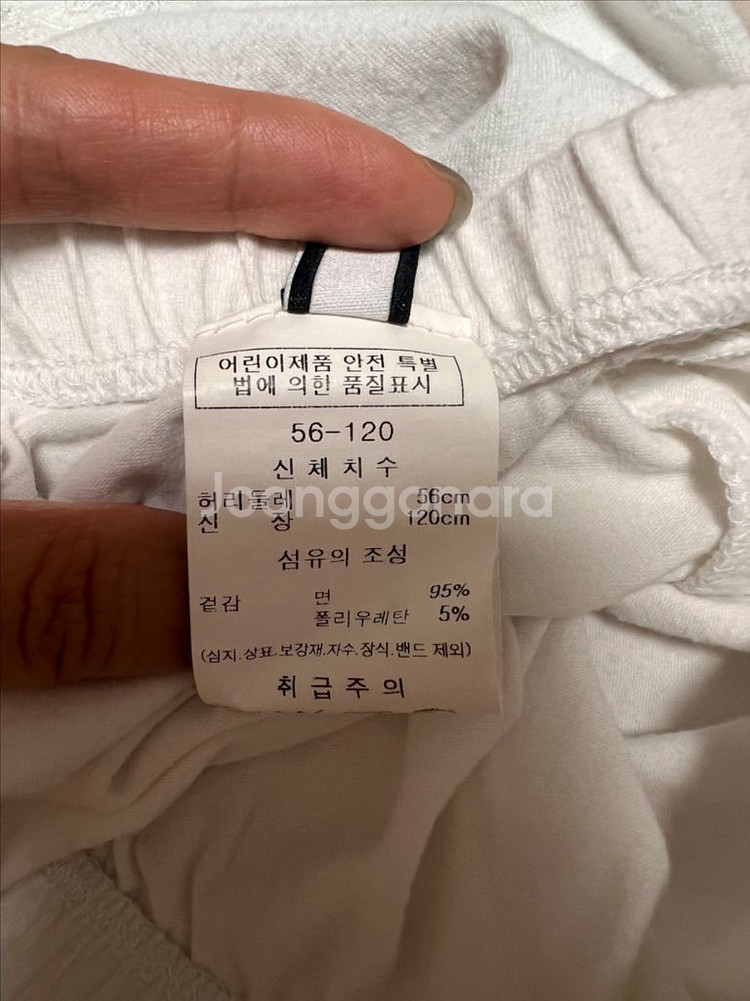 어린이제품 안전 특별
법에 의한 품질표시
56-120
신체치수
허리둘레 56cm
신 장 120cm
Joonggonara
섬유의 조성
겉감 면 95%
폴리우레탄 5%
(심지.상표.보강재.자수.장식.밴드 제외)
취급주의